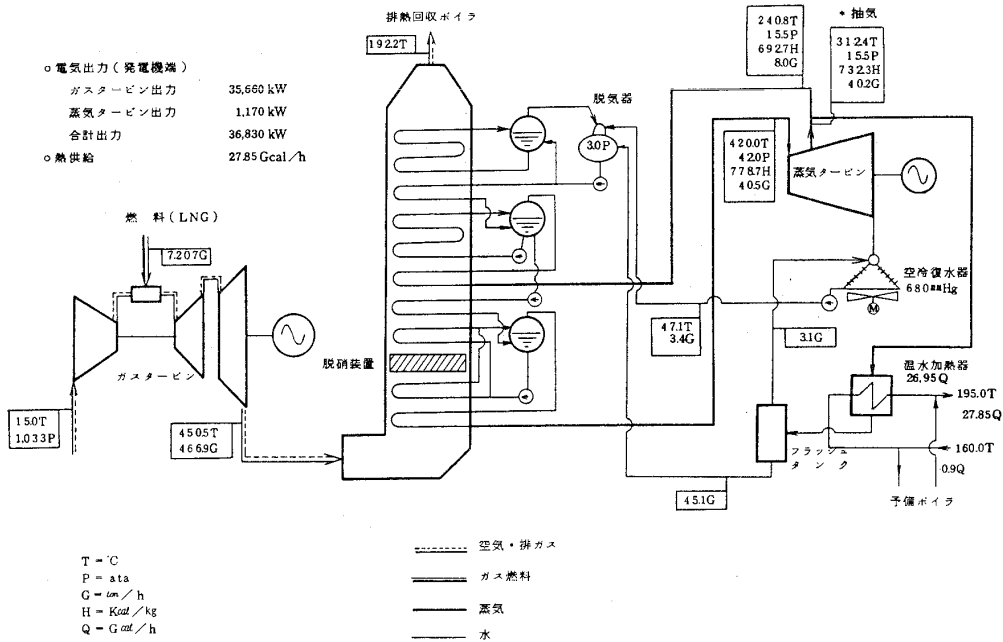 排熱回収ボイラ
192.2T
240.8T
15.5P
692.7H
8.0G
* 抽気
312.4T
15.5P
732.3H
40.2G
o 電気出力(発電機端)
ガスタービン出力 35,660 kW
蒸気タービン出力 1,170 kW
合計出力 36,830 kW
o 熱供給 27.85 Gcal/h
脱気器
3.0P
420.0T
42.0P
778.7H
40.5G
蒸気タービン
燃料(LNG)
7.207G
空冷復水器
680mmHg
M
47.1T
3.4G
3.1G
脱硝装置
ガスタービン
温水加熱器
26.95Q
195.0T
27.85Q
15.0T
1.033P
450.5T
466.9G
フラッシュ
タンク
160.0T
0.9Q
45.1G
予備ボイラ
T = ℃
P = ata
G = ton/h
H = Kcal/kg
Q = Gcal/h
空気・排ガス
ガス燃料
蒸気
水